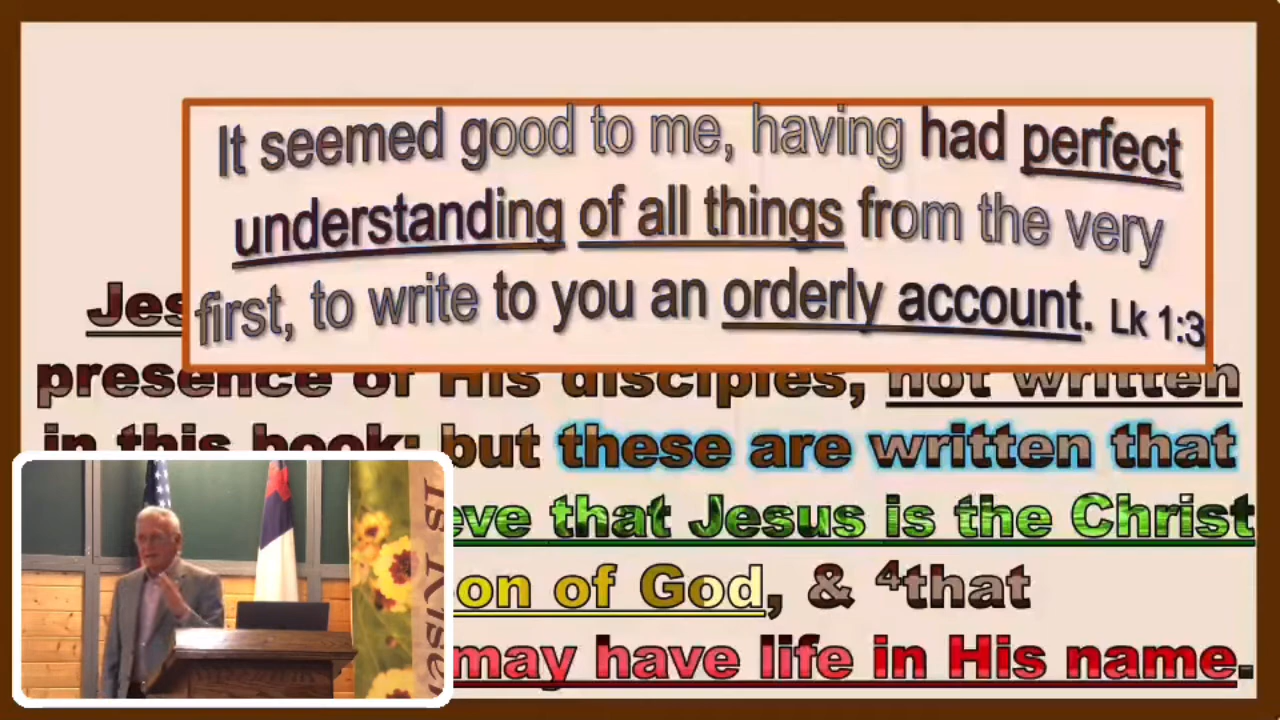 It seemed good to me, having had perfect
understanding of all things from the very
first, to write to you an orderly account. Lk 1:3
Jes
presence of His disciples, not written
in this book; but these are written that
eve that Jesus is the Christ
on of God, & ⁴that
may have life in His name.
Is Rise